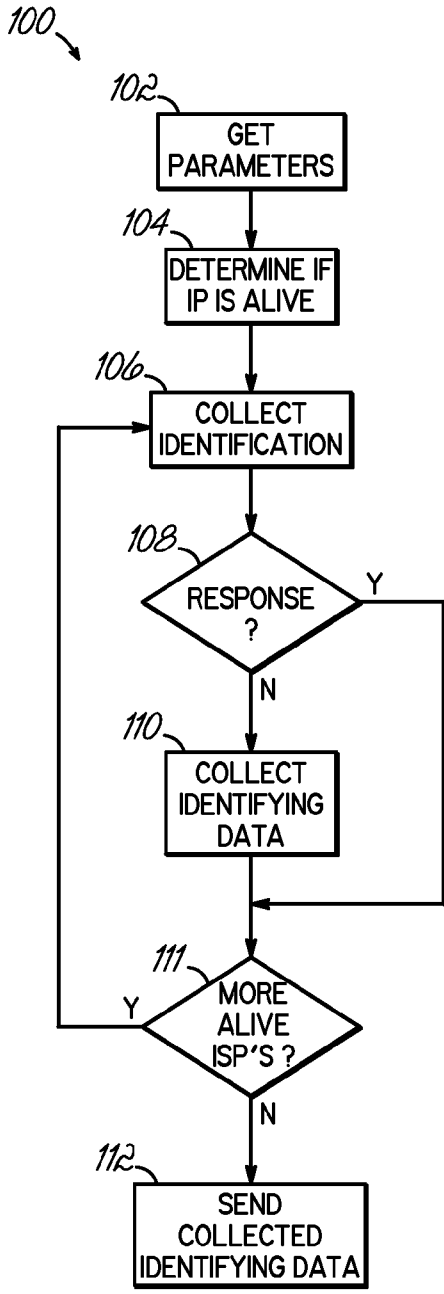 100
102
GET
PARAMETERS
104
DETERMINE IF
IP IS ALIVE
106
COLLECT
IDENTIFICATION
108
RESPONSE
?
Y
N
110
COLLECT
IDENTIFYING
DATA
111
MORE
ALIVE
ISP'S ?
Y
N
112
SEND
COLLECTED
IDENTIFYING DATA